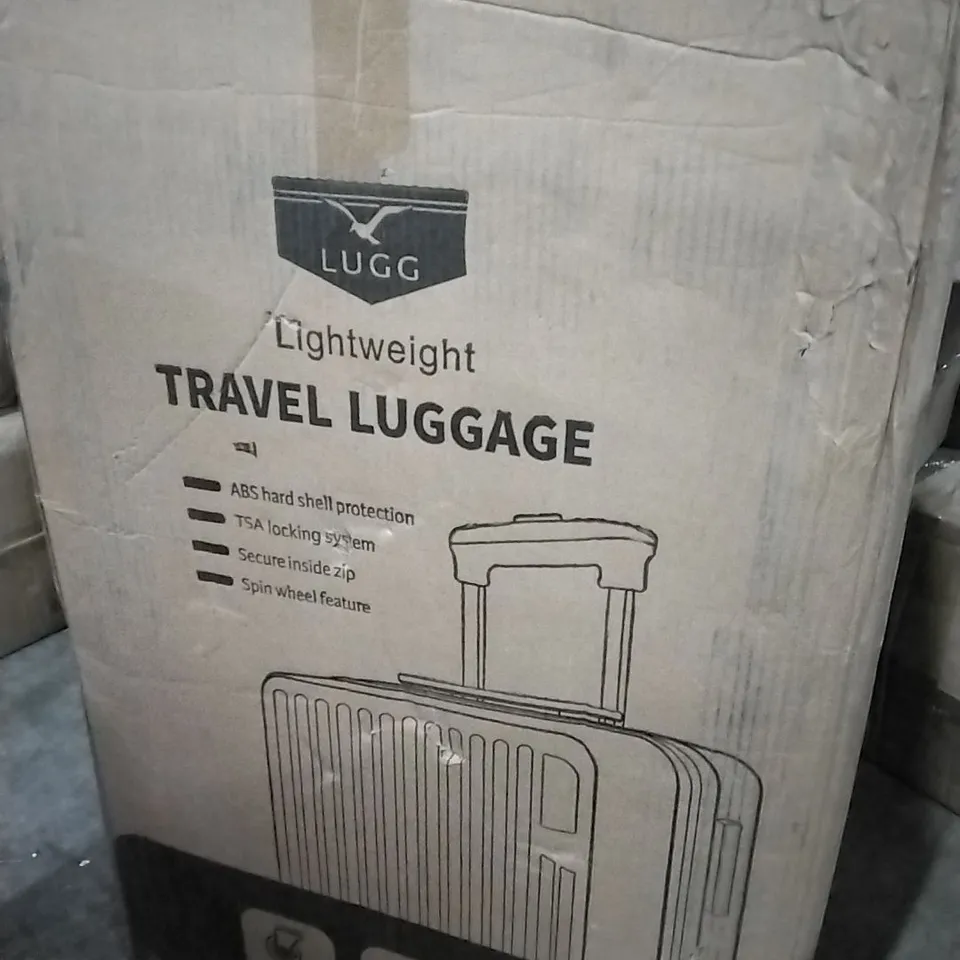 LUGG
Lightweight
TRAVEL LUGGAGE
ABS hard shell protection
TSA locking system
Secure inside zip
Spin wheel feature